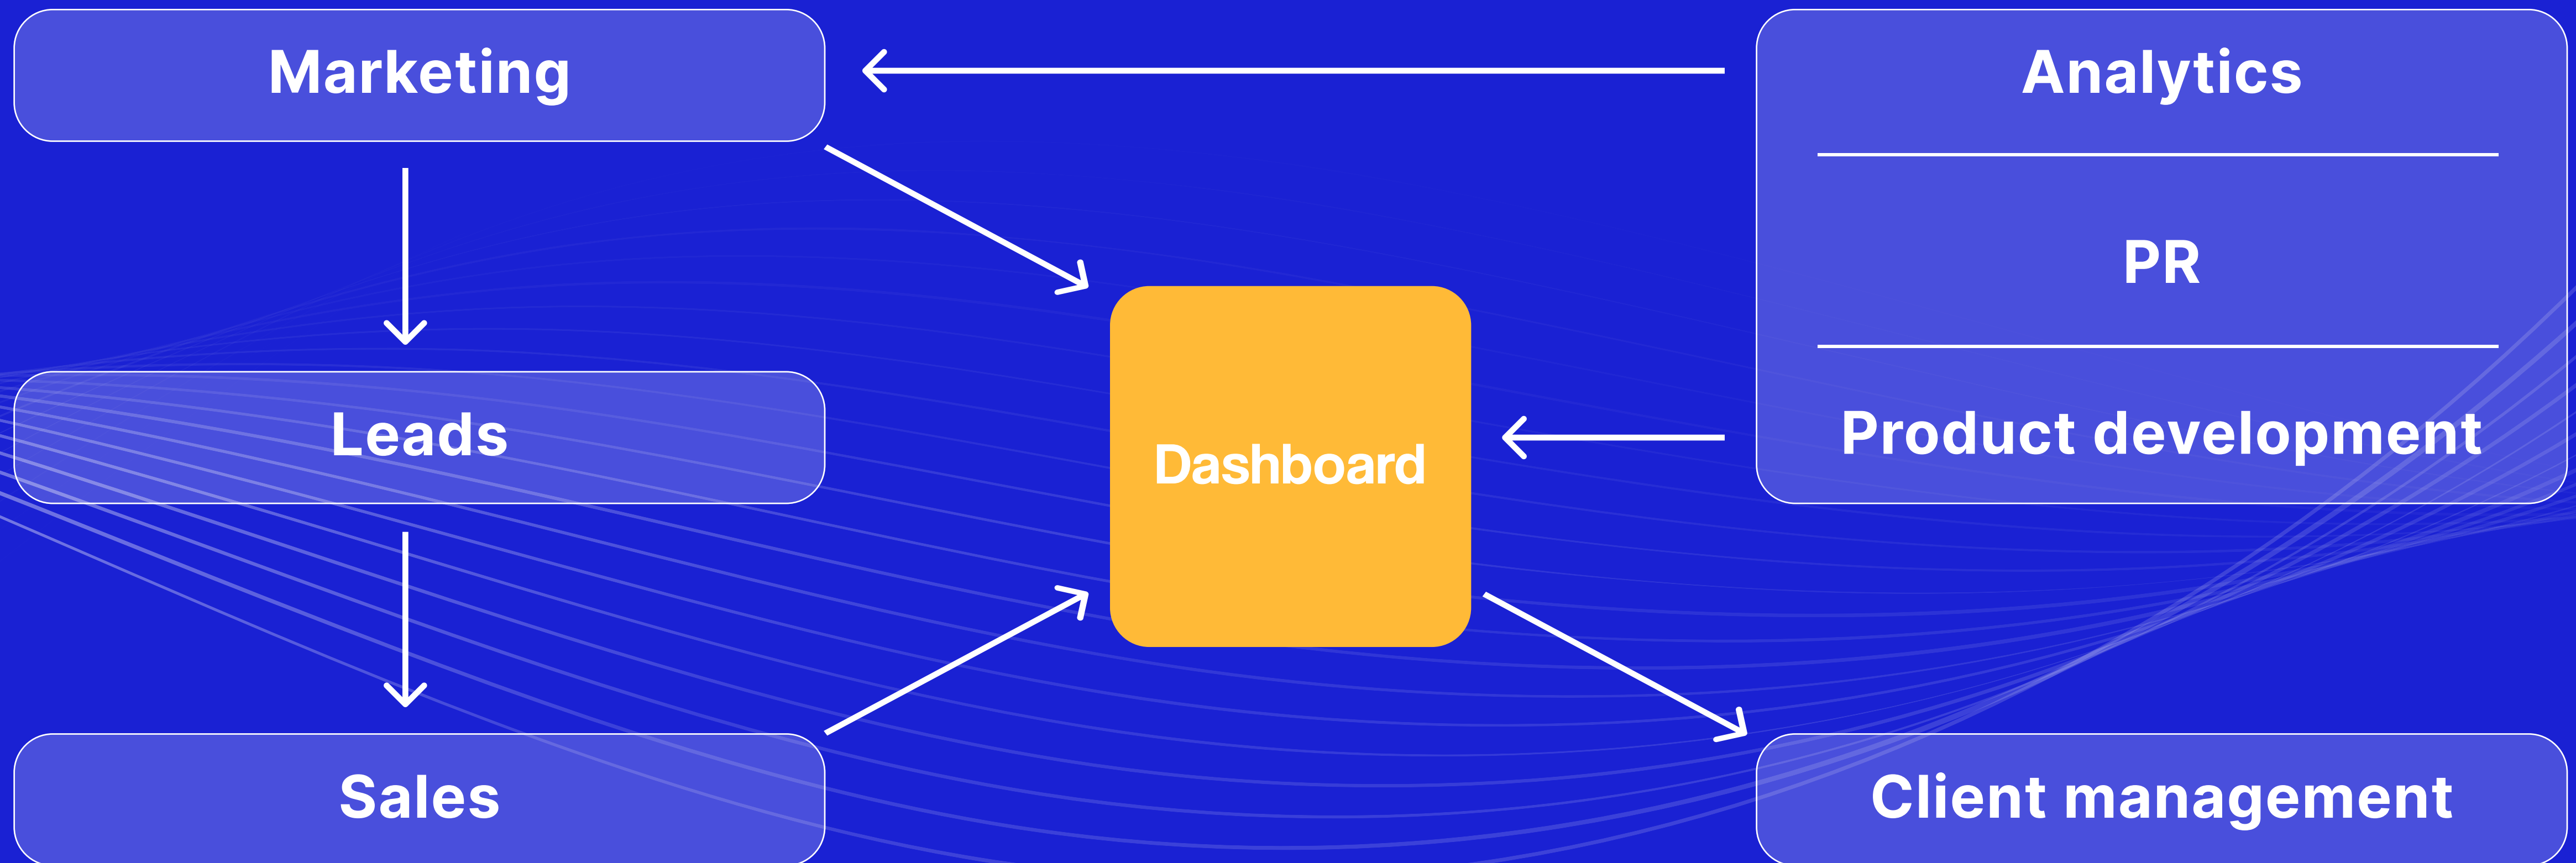 Marketing
Analytics
PR
Leads
Product development
Dashboard
Sales
Client management